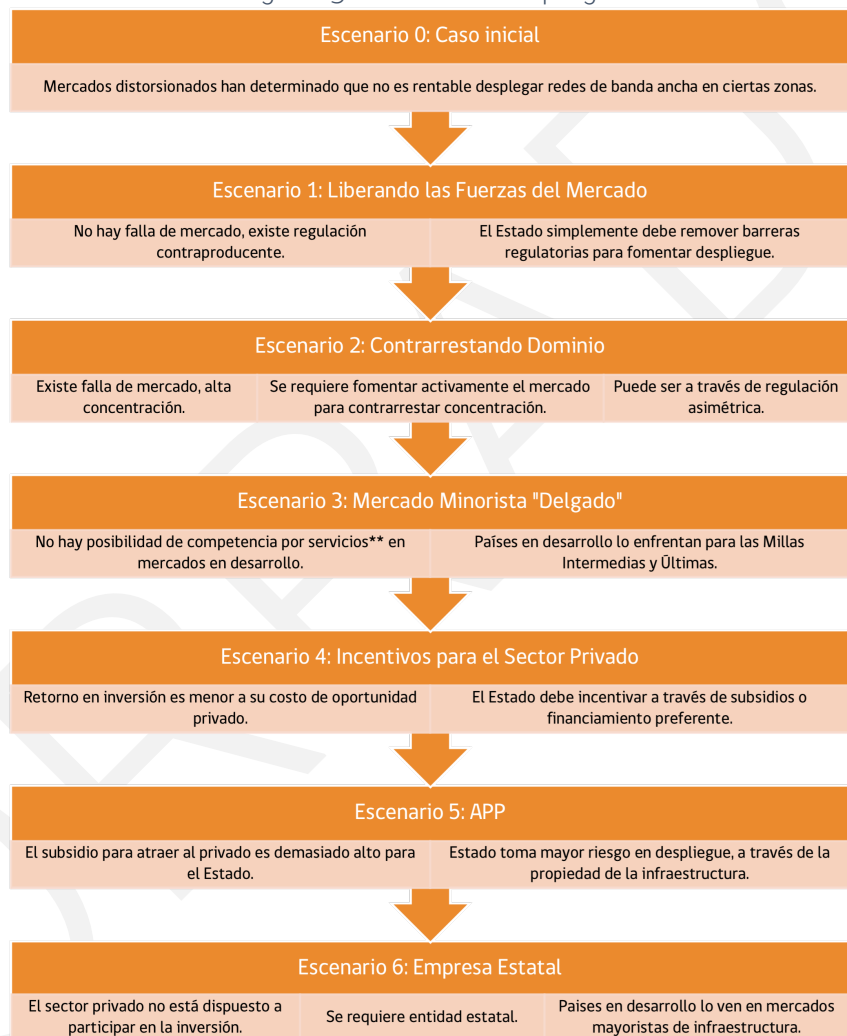 Escenario 0: Caso inicial
Mercados distorsionados han determinado que no es rentable desplegar redes de banda ancha en ciertas zonas.
Escenario 1: Liberando las Fuerzas del Mercado
No hay falla de mercado, existe regulación
contraproducente.
El Estado simplemente debe remover barreras
regulatorias para fomentar despliegue.
Escenario 2: Contrarrestando Dominio
Existe falla de mercado, alta
concentración.
Se requiere fomentar activamente el mercado
para contrarrestar concentración.
Puede ser a través de regulación
asimétrica.
Escenario 3: Mercado Minorista "Delgado"
No hay posibilidad de competencia por servicios** en
mercados en desarrollo.
Países en desarrollo lo enfrentan para las Millas
Intermedias y Últimas.
Escenario 4: Incentivos para el Sector Privado
Retorno en inversión es menor a su costo de oportunidad
privado.
El Estado debe incentivar a través de subsidios o
financiamiento preferente.
Escenario 5: APP
El subsidio para atraer al privado es demasiado alto para
el Estado.
Estado toma mayor riesgo en despliegue, a través de la
propiedad de la infraestructura.
Escenario 6: Empresa Estatal
El sector privado no está dispuesto a
participar en la inversión.
Se requiere entidad estatal.
Paises en desarrollo lo ven en mercados
mayoristas de infraestructura.